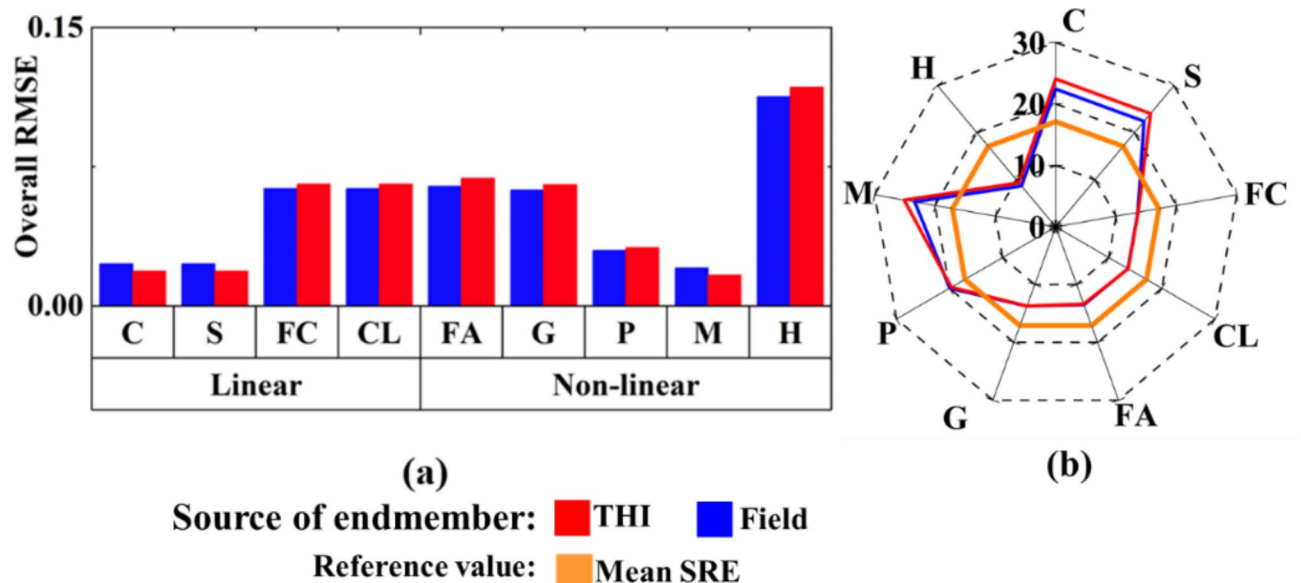 0.15
Overall RMSE
0.00
C S FC CL FA G P M H
Linear Non-linear
(a)
C
30
S
H
20
M
10
FC
0
P
CL
G
FA
(b)
Source of endmember: THI Field
Reference value: Mean SRE